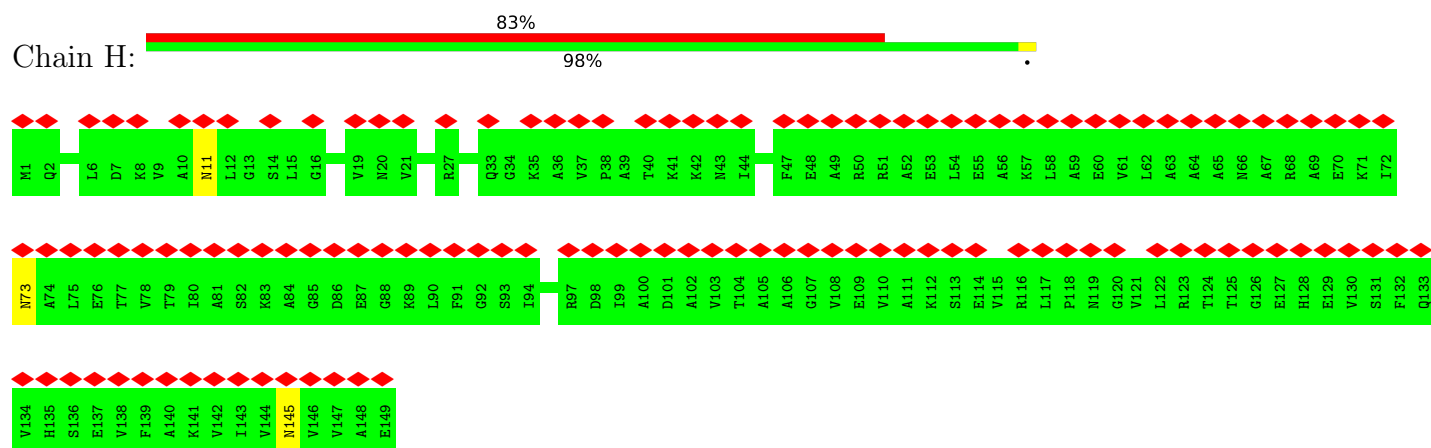 83%
Chain H:
98% •
M1 Q2 L6 D7 K8 V9 A10 N11 L12 G13 S14 L15 G16 V19 N20 V21 R27 Q33 G34 K35 A36 V37 P38 A39 T40 K41 K42 N43 I44 F47 E48 A49 R50 R51 A52 E53 L54 E55 A56 K57 L58 A59 E60 V61 L62 A63 A64 A65 N66 A67 R68 A69 E70 K71 I72
N73 A74 L75 E76 T77 V78 T79 I80 A81 S82 K83 A84 G85 D86 E87 G88 K89 L90 F91 G92 S93 I94 R97 D98 I99 A100 D101 A102 V103 T104 A105 A106 G107 V108 E109 V110 A111 K112 S113 E114 V115 R116 L117 P118 N119 G120 V121 L122 R123 T124 T125 G126 E127 H128 E129 V130 S131 F132 Q133
V134 H135 S136 E137 V138 F139 A140 K141 V142 I143 V144 N145 V146 V147 A148 E149